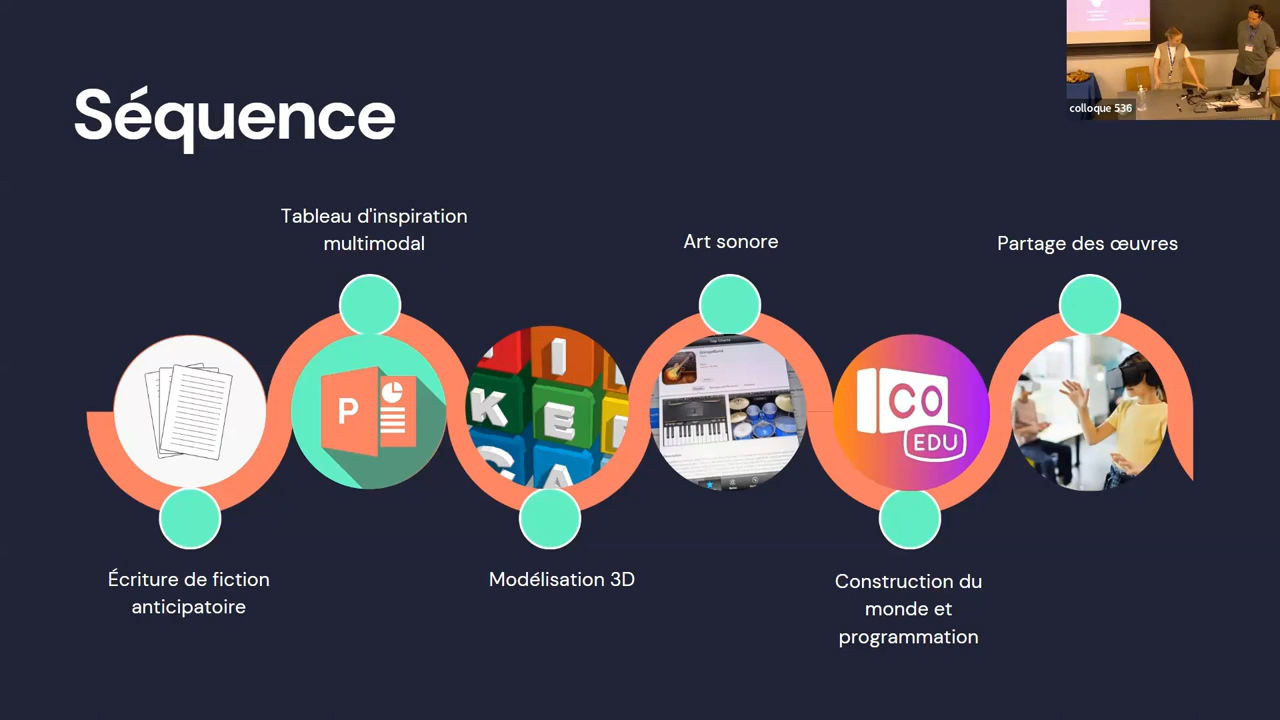 Séquence
colloque 536
Tableau d'inspiration
multimodal
Art sonore
Partage des œuvres
P
T I N
K E R
C A
GarageBand
CO
EDU
Écriture de fiction
anticipatoire
Modélisation 3D
Construction du
monde et
programmation